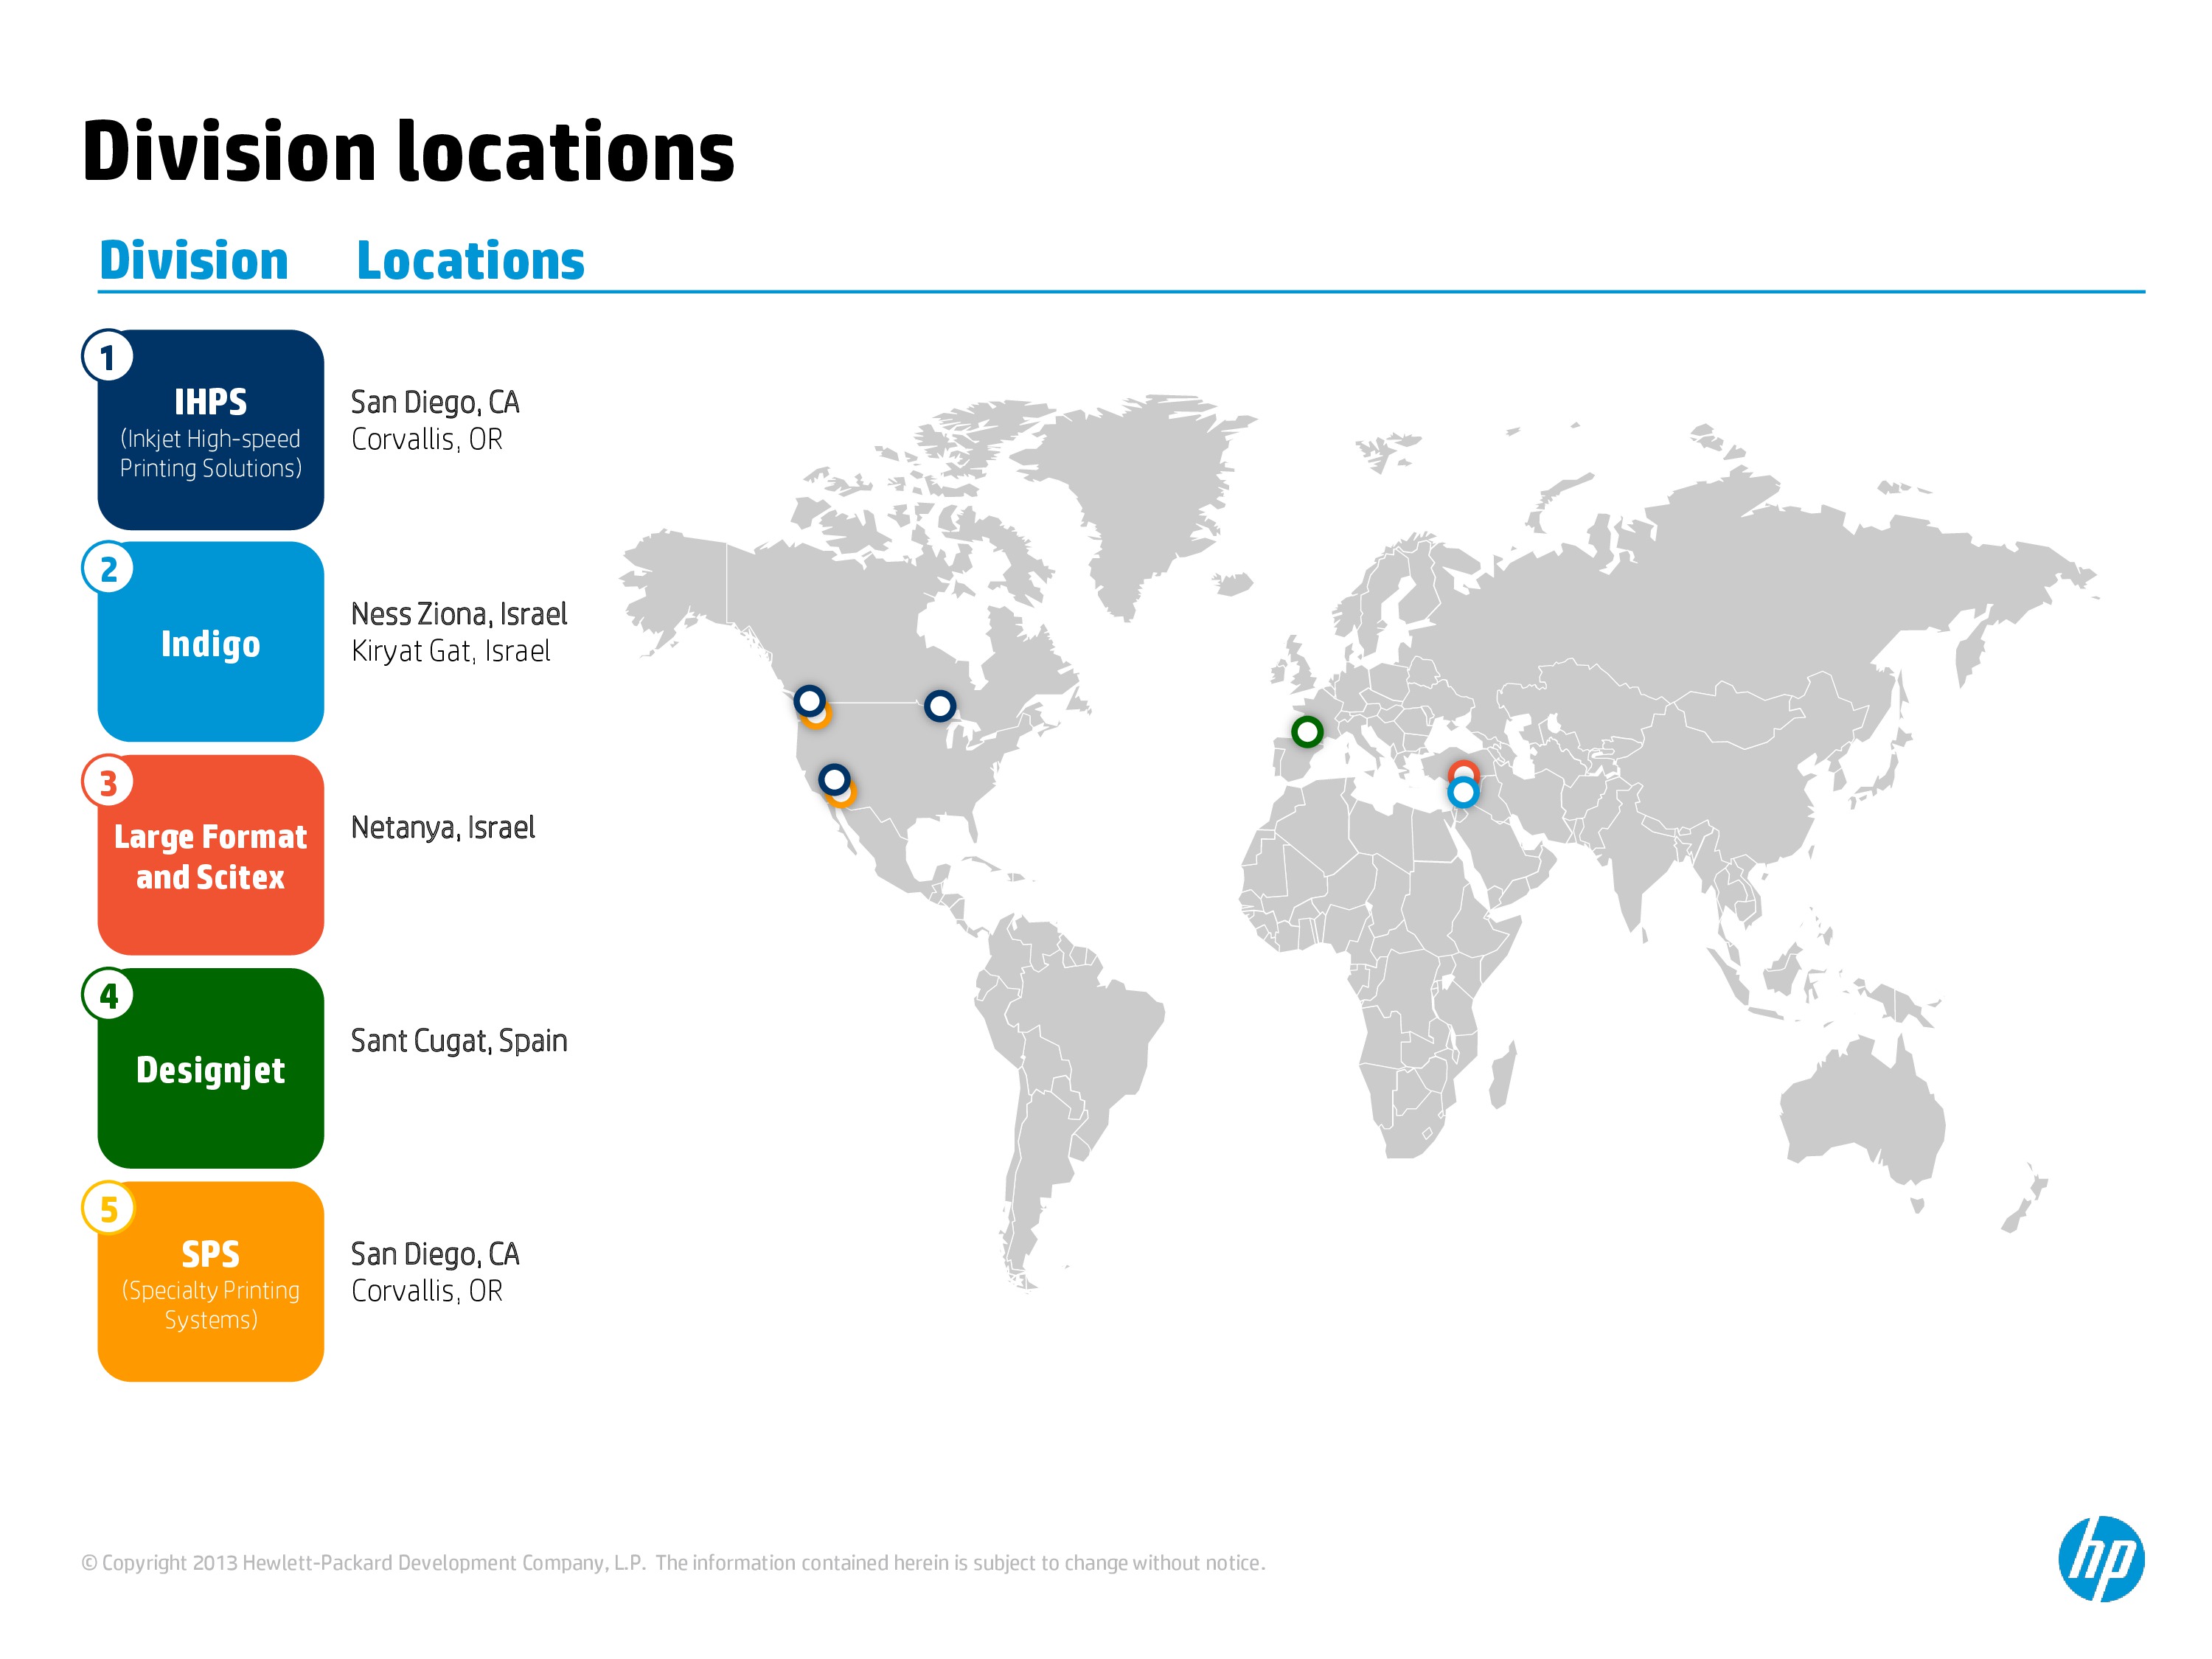 Division locations
Division Locations
1
IHPS
(Inkjet High-speed
Printing Solutions)
San Diego, CA
Corvallis, OR
2
Indigo
Ness Ziona, Israel
Kiryat Gat, Israel
3
Large Format
and Scitex
Netanya, Israel
4
Designjet
Sant Cugat, Spain
5
SPS
(Specialty Printing
Systems)
San Diego, CA
Corvallis, OR
© Copyright 2013 Hewlett-Packard Development Company, L.P. The information contained herein is subject to change without notice.
hp